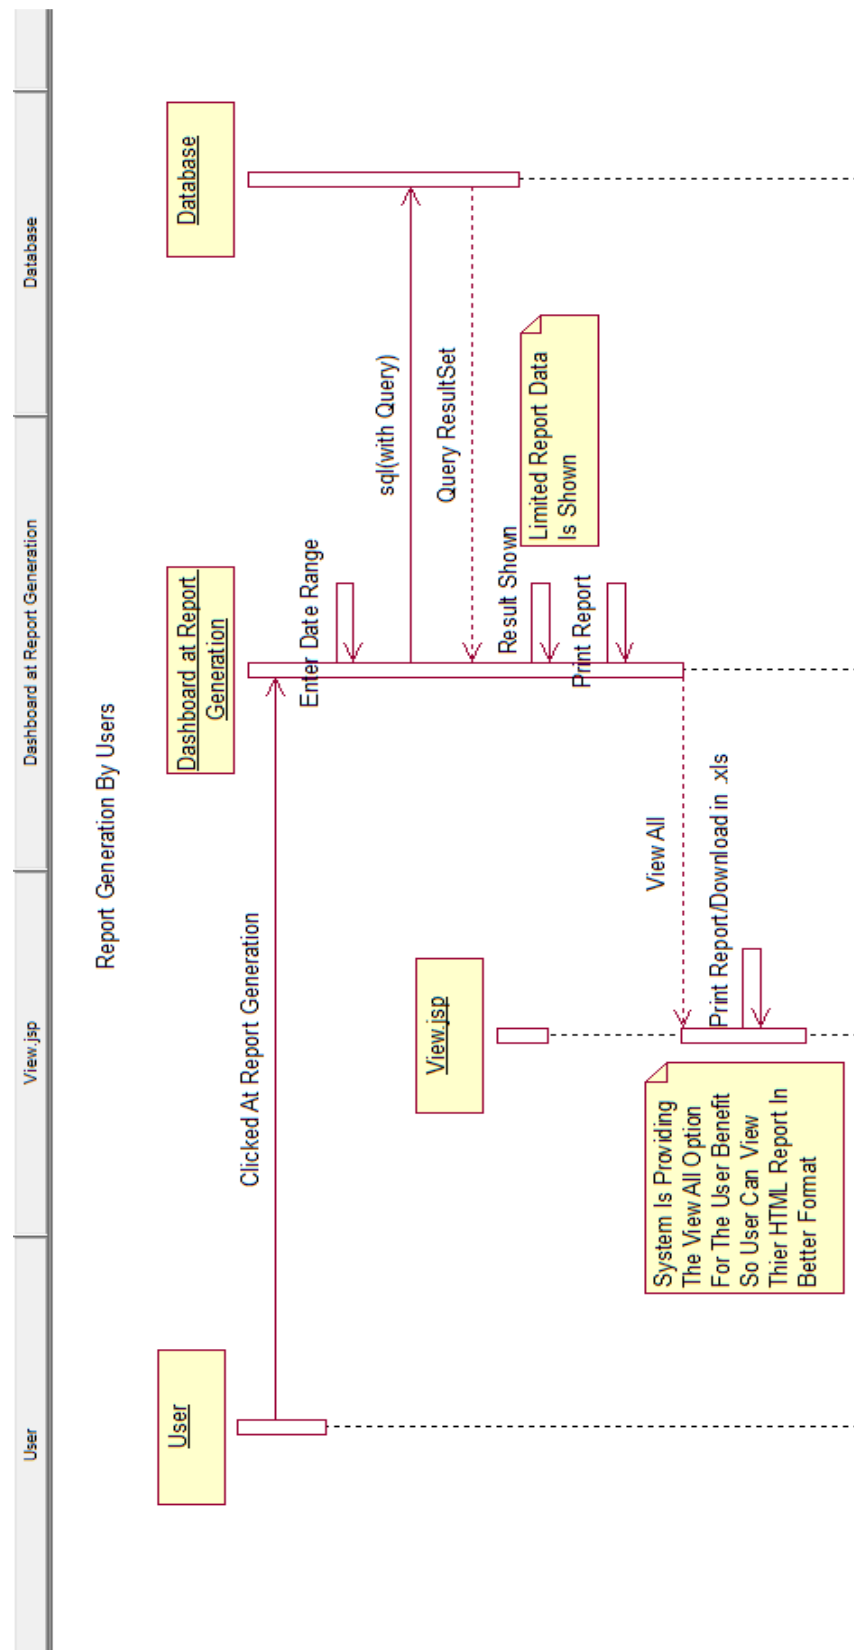 User
View.jsp
Dashboard at Report Generation
Database
Report Generation By Users
User
View.jsp
Dashboard at Report
Generation
Database
Clicked At Report Generation
Enter Date Range
sql(with Query)
Query ResultSet
Result Shown
Limited Report Data
Is Shown
Print Report
View All
Print Report/Download in .xls
System Is Providing
The View All Option
For The User Benefit
So User Can View
Thier HTML Report In
Better Format